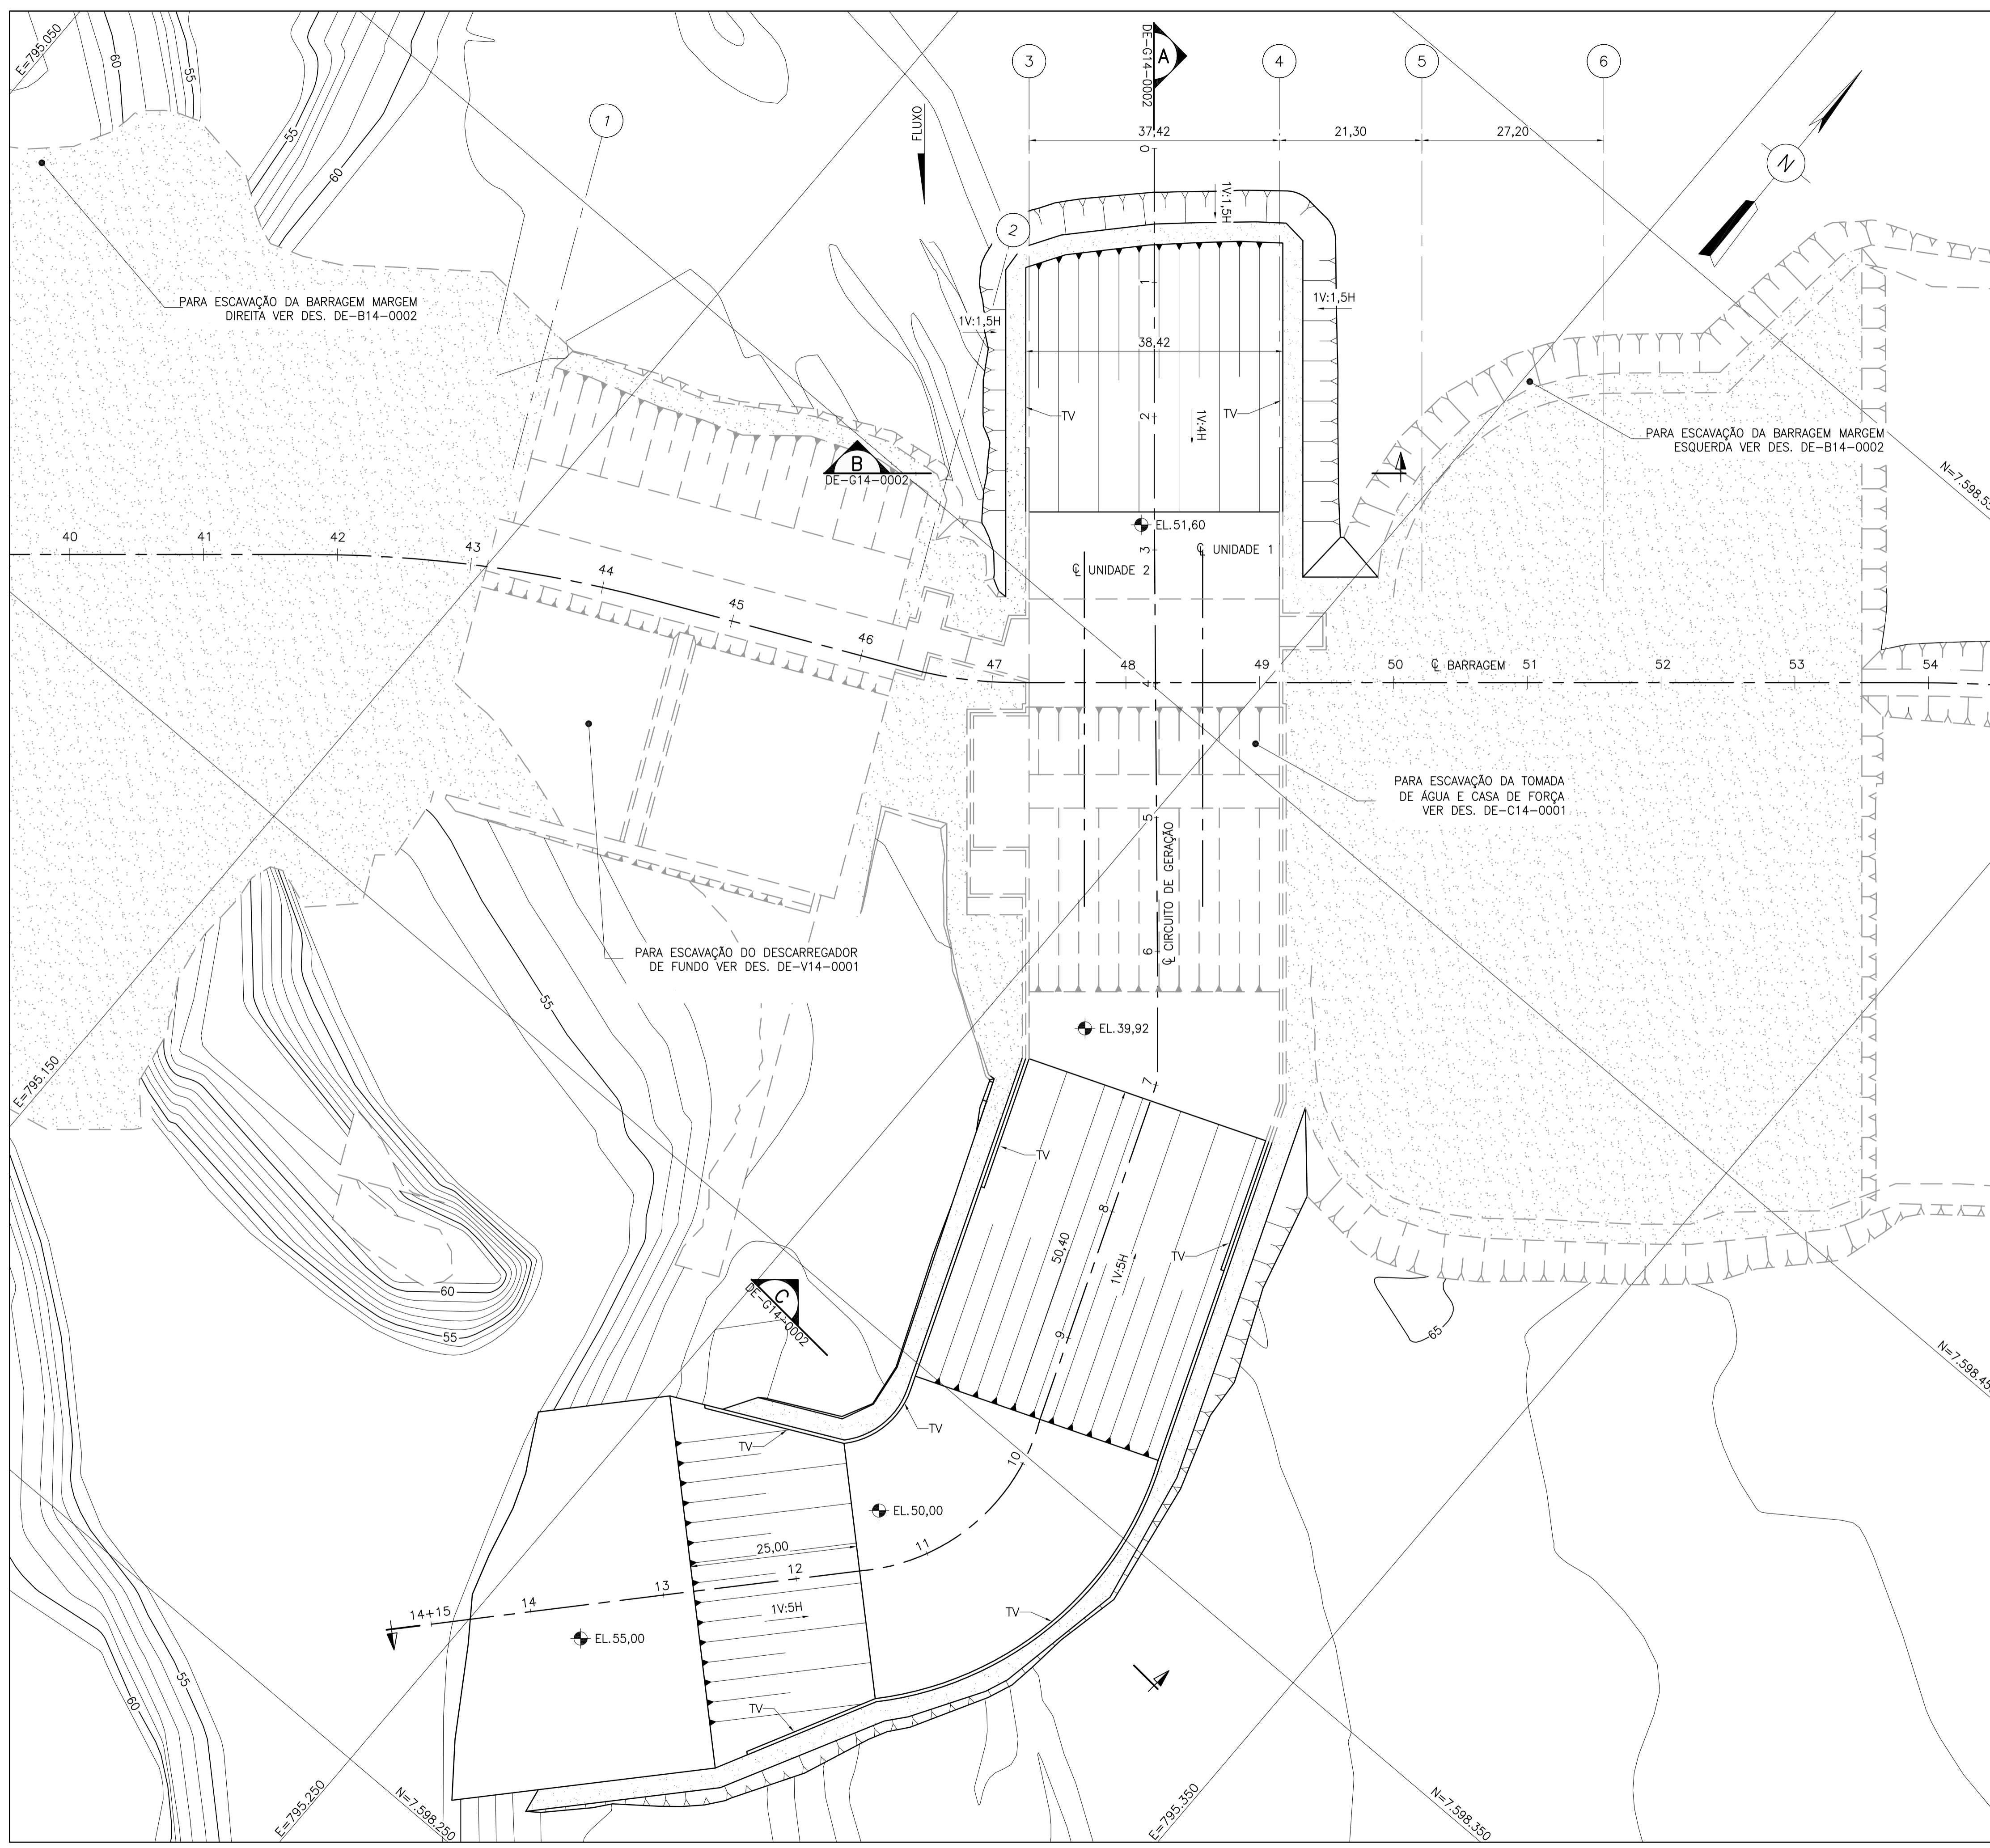 E=795.050
60
55
55
60
1
FLUXO
2
3
DE-G14-0002
A
4
5
6
37,42
21,30
27,20
0
N
1V:1,5H
1V:1,5H
1V:1,5H
PARA ESCAVAÇÃO DA BARRAGEM MARGEM
DIREITA VER DES. DE-B14-0002
1
38,42
TV
2
1V:4H
TV
PARA ESCAVAÇÃO DA BARRAGEM MARGEM
ESQUERDA VER DES. DE-B14-0002
B
DE-G14-0002
EL.51,60
3
℄ UNIDADE 1
℄ UNIDADE 2
40
41
42
43
44
45
46
47
48
4
49
50
℄ BARRAGEM
51
52
53
54
PARA ESCAVAÇÃO DA TOMADA
DE ÁGUA E CASA DE FORÇA
VER DES. DE-C14-0001
5
℄ CIRCUITO DE GERAÇÃO
6
PARA ESCAVAÇÃO DO DESCARREGADOR
DE FUNDO VER DES. DE-V14-0001
55
EL.39,92
E=795.150
7
TV
8
50,40
1V:5H
TV
9
60
55
C
DE-G14-0002
65
TV
TV
10
EL.50,00
25,00
11
12
13
14
14+15
1V:5H
TV
EL.55,00
TV
55
60
E=795.250
N=7.598.250
E=795.350
N=7.598.350